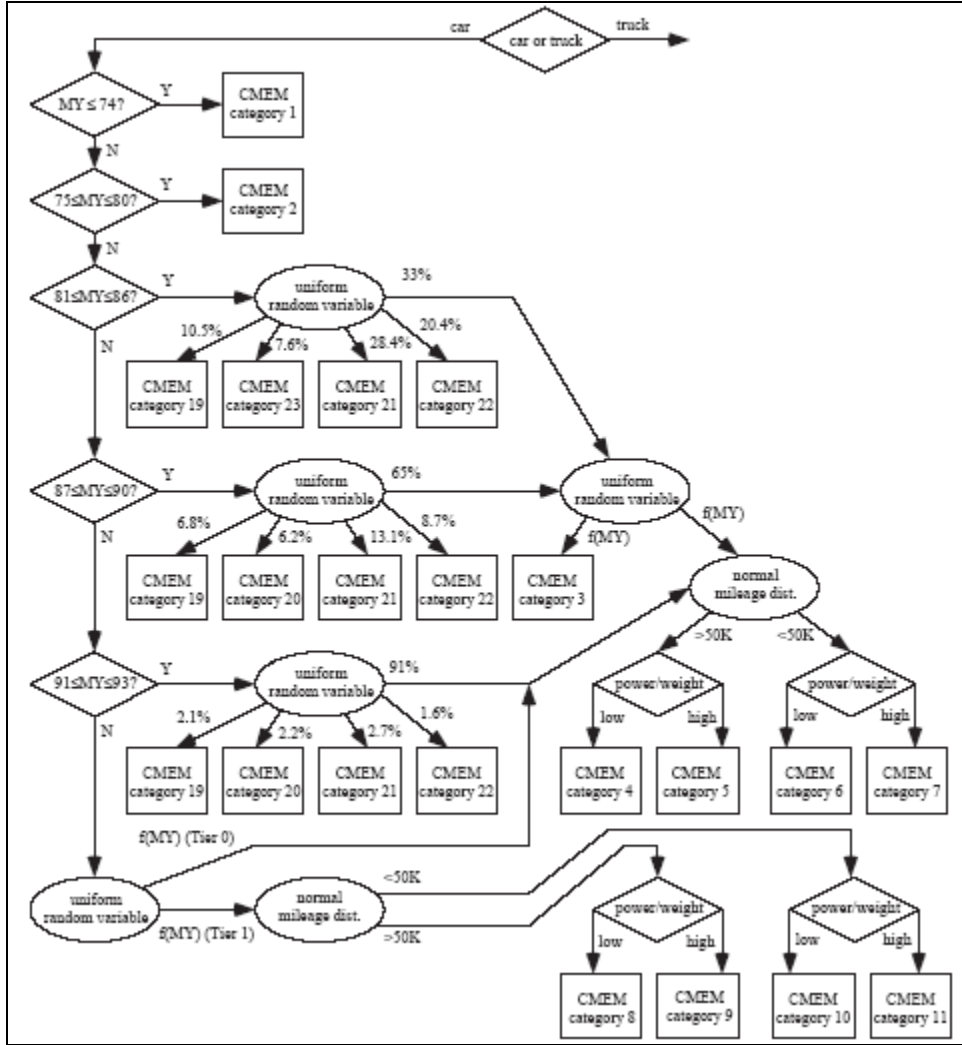 car
car or truck
truck
MY ≤ 74?
Y
CMEM
category 1
N
75≤MY≤80?
Y
CMEM
category 2
N
81≤MY≤86?
Y
uniform
random variable
33%
10.5%
7.6%
28.4%
20.4%
N
CMEM
category 19
CMEM
category 23
CMEM
category 21
CMEM
category 22
87≤MY≤90?
Y
uniform
random variable
65%
uniform
random variable
6.8%
6.2%
13.1%
8.7%
N
f(MY)
f(MY)
CMEM
category 19
CMEM
category 20
CMEM
category 21
CMEM
category 22
CMEM
category 3
normal
mileage dist.
>50K
<50K
91≤MY≤93?
Y
uniform
random variable
91%
power/weight
power/weight
2.1%
2.2%
2.7%
1.6%
N
low
high
low
high
CMEM
category 19
CMEM
category 20
CMEM
category 21
CMEM
category 22
CMEM
category 4
CMEM
category 5
CMEM
category 6
CMEM
category 7
f(MY) (Tier 0)
uniform
random variable
f(MY) (Tier 1)
normal
mileage dist.
<50K
>50K
power/weight
power/weight
low
high
low
high
CMEM
category 8
CMEM
category 9
CMEM
category 10
CMEM
category 11